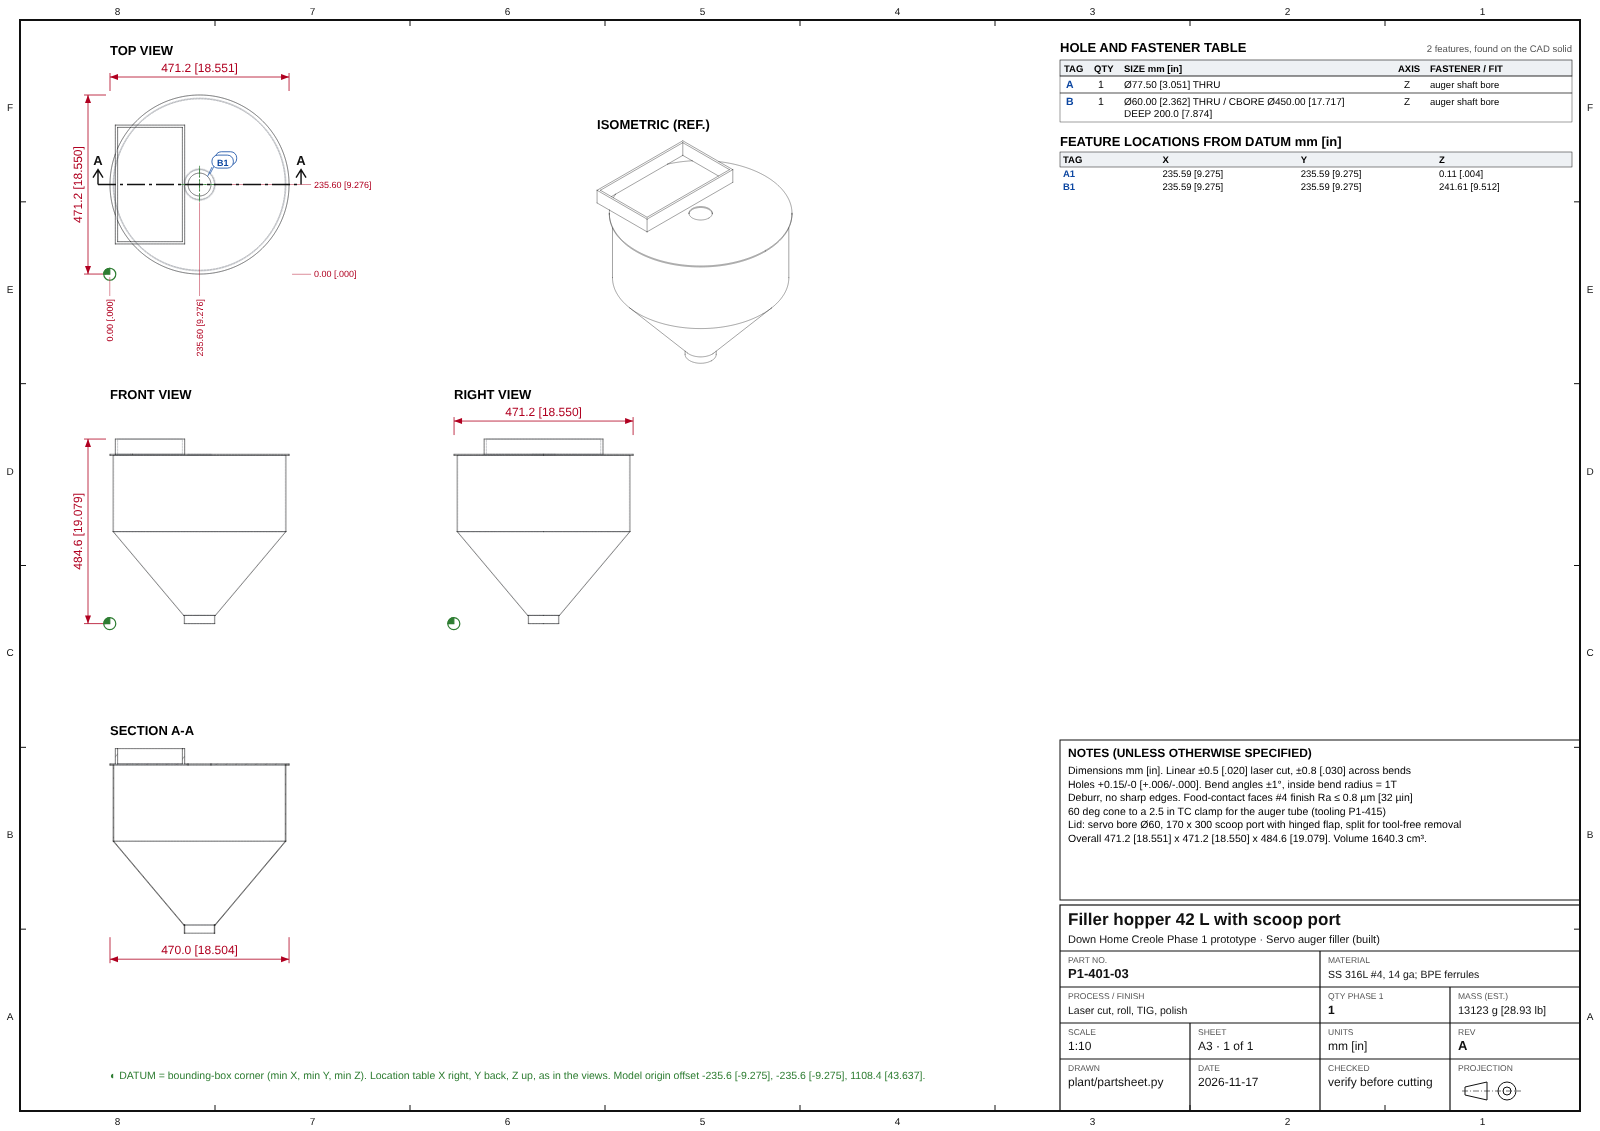 8 7 6 5 4 3 2 1
TOP VIEW
471.2 [18.551]
471.2 [18.550]
A A
B1
235.60 [9.276]
0.00 [.000]
0.00 [.000]
235.60 [9.276]
ISOMETRIC (REF.)
HOLE AND FASTENER TABLE
2 features, found on the CAD solid
TAG QTY SIZE mm [in] AXIS FASTENER / FIT
A 1 Ø77.50 [3.051] THRU Z auger shaft bore
B 1 Ø60.00 [2.362] THRU / CBORE Ø450.00 [17.717] Z auger shaft bore
DEEP 200.0 [7.874]
FEATURE LOCATIONS FROM DATUM mm [in]
TAG X Y Z
A1 235.59 [9.275] 235.59 [9.275] 0.11 [.004]
B1 235.59 [9.275] 235.59 [9.275] 241.61 [9.512]
F F
E E
D D
C C
B B
A A
FRONT VIEW
484.6 [19.079]
RIGHT VIEW
471.2 [18.550]
SECTION A-A
470.0 [18.504]
NOTES (UNLESS OTHERWISE SPECIFIED)
Dimensions mm [in]. Linear ±0.5 [.020] laser cut, ±0.8 [.030] across bends
Holes +0.15/-0 [+.006/-.000]. Bend angles ±1°, inside bend radius = 1T
Deburr, no sharp edges. Food-contact faces #4 finish Ra ≤ 0.8 µm [32 µin]
60 deg cone to a 2.5 in TC clamp for the auger tube (tooling P1-415)
Lid: servo bore Ø60, 170 x 300 scoop port with hinged flap, split for tool-free removal
Overall 471.2 [18.551] x 471.2 [18.550] x 484.6 [19.079]. Volume 1640.3 cm³.
Filler hopper 42 L with scoop port
Down Home Creole Phase 1 prototype · Servo auger filler (built)
PART NO. MATERIAL
P1-401-03 SS 316L #4, 14 ga; BPE ferrules
PROCESS / FINISH QTY PHASE 1 MASS (EST.)
Laser cut, roll, TIG, polish 1 13123 g [28.93 lb]
SCALE SHEET UNITS REV
1:10 A3 · 1 of 1 mm [in] A
DRAWN DATE CHECKED PROJECTION
plant/partsheet.py 2026-11-17 verify before cutting
DATUM = bounding-box corner (min X, min Y, min Z). Location table X right, Y back, Z up, as in the views. Model origin offset -235.6 [-9.275], -235.6 [-9.275], 1108.4 [43.637].
8 7 6 5 4 3 2 1